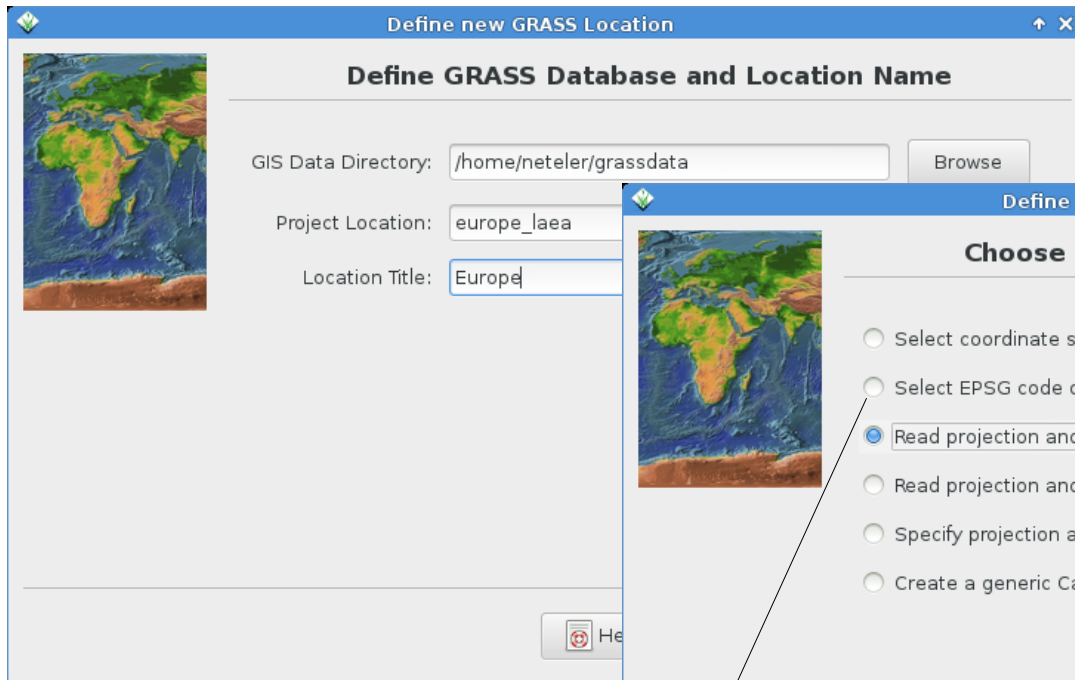 Define new GRASS Location
Define GRASS Database and Location Name
GIS Data Directory: /home/neteler/grassdata Browse
Project Location: europe_laea
Location Title: Europe
He
Define
Choose
Select coordinate s
Select EPSG code
Read projection and
Read projection and
Specify projection a
Create a generic Ca